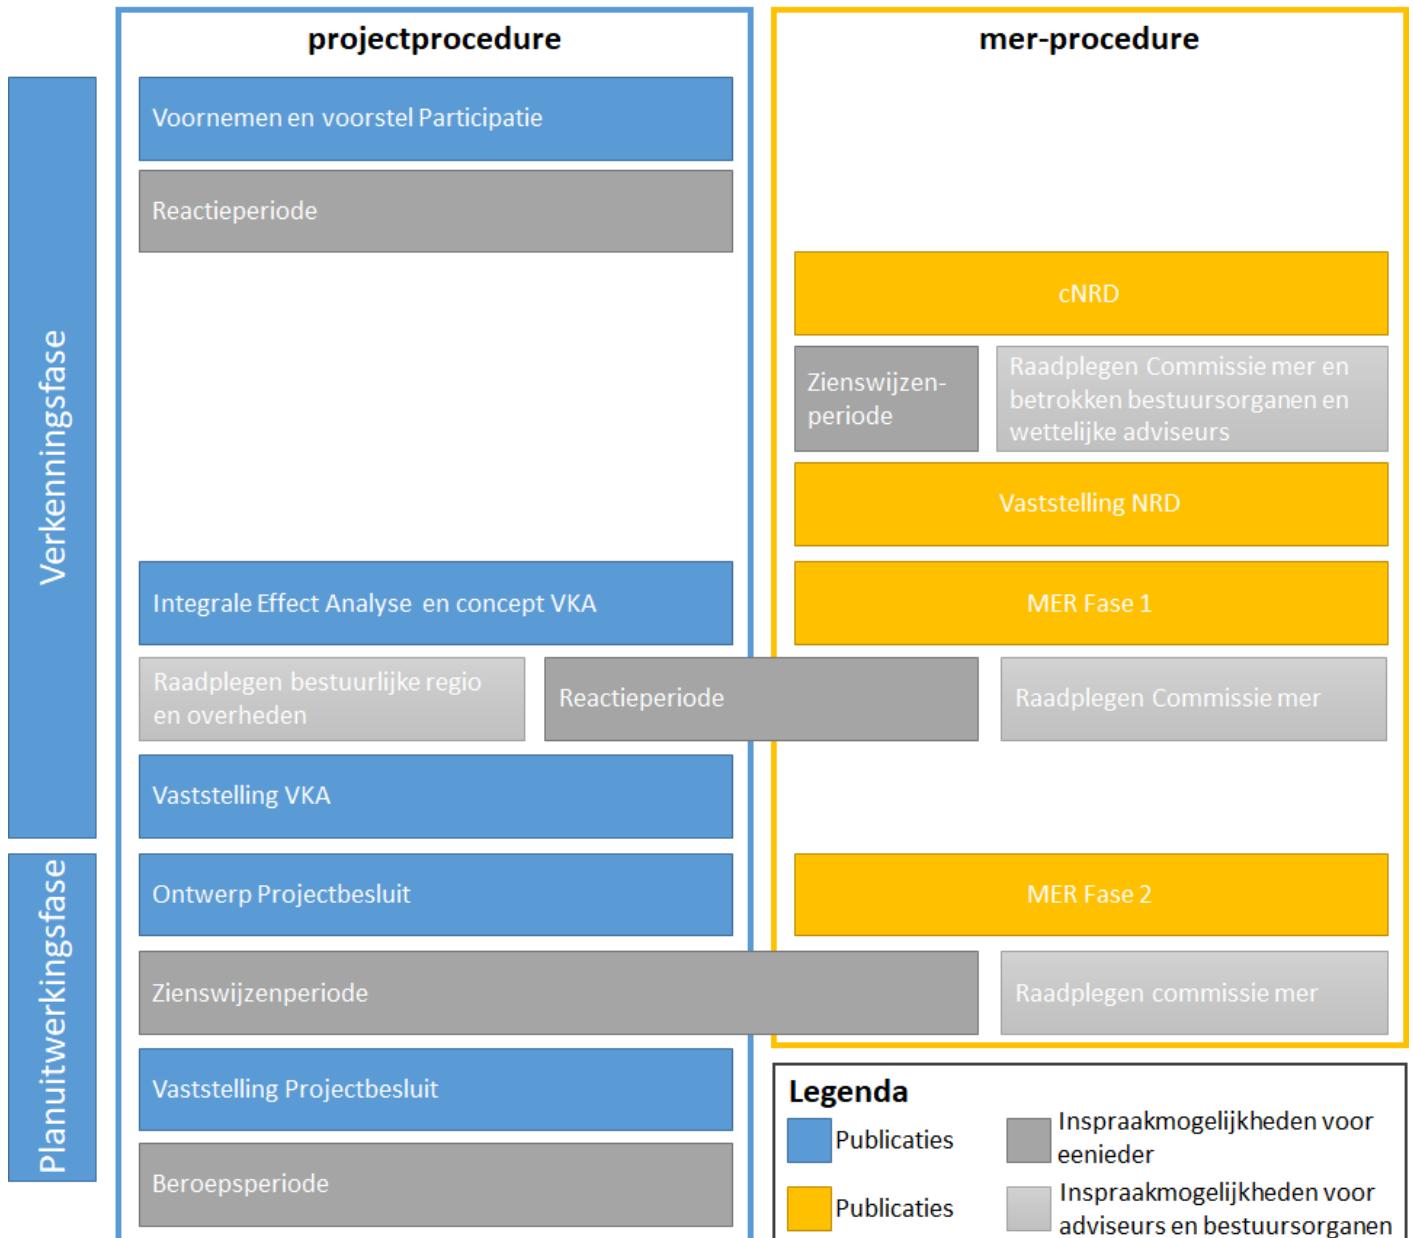 projectprocedure
mer-procedure
Verkenningsfase
Voornemen en voorstel Participatie
Reactieperiode
cNRD
Zienswijzen-
periode
Raadplegen Commissie mer en
betrokken bestuursorganen en
wettelijke adviseurs
Vaststelling NRD
Integrale Effect Analyse en concept VKA
MER Fase 1
Raadplegen bestuurlijke regio
en overheden
Reactieperiode
Raadplegen Commissie mer
Vaststelling VKA
Planuitwerkingsfase
Ontwerp Projectbesluit
MER Fase 2
Zienswijzenperiode
Raadplegen commissie mer
Vaststelling Projectbesluit
Beroepsperiode
Legenda
Publicaties
Inspraakmogelijkheden voor
eenieder
Publicaties
Inspraakmogelijkheden voor
adviseurs en bestuursorganen